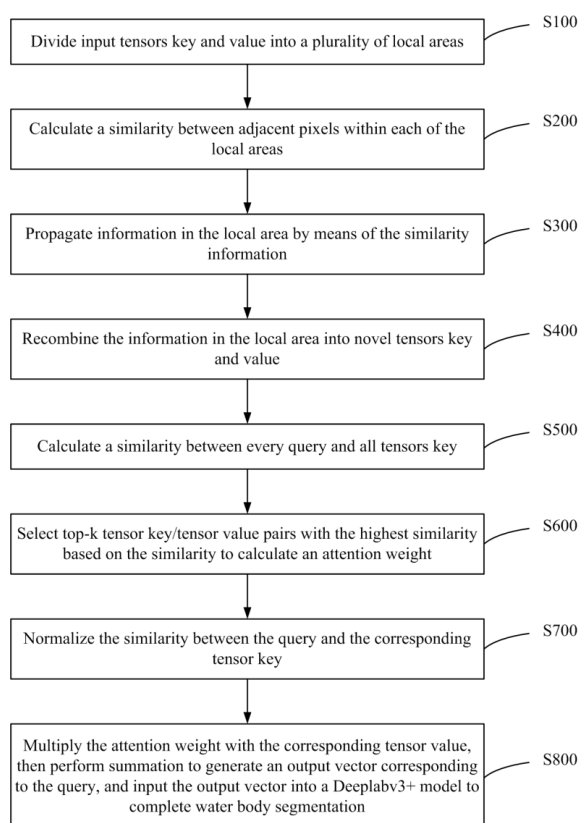 S100
Divide input tensors key and value into a plurality of local areas
S200
Calculate a similarity between adjacent pixels within each of the
local areas
S300
Propagate information in the local area by means of the similarity
information
S400
Recombine the information in the local area into novel tensors key
and value
S500
Calculate a similarity between every query and all tensors key
S600
Select top-k tensor key/tensor value pairs with the highest similarity
based on the similarity to calculate an attention weight
S700
Normalize the similarity between the query and the corresponding
tensor key
S800
Multiply the attention weight with the corresponding tensor value,
then perform summation to generate an output vector corresponding
to the query, and input the output vector into a Deeplabv3+ model to
complete water body segmentation